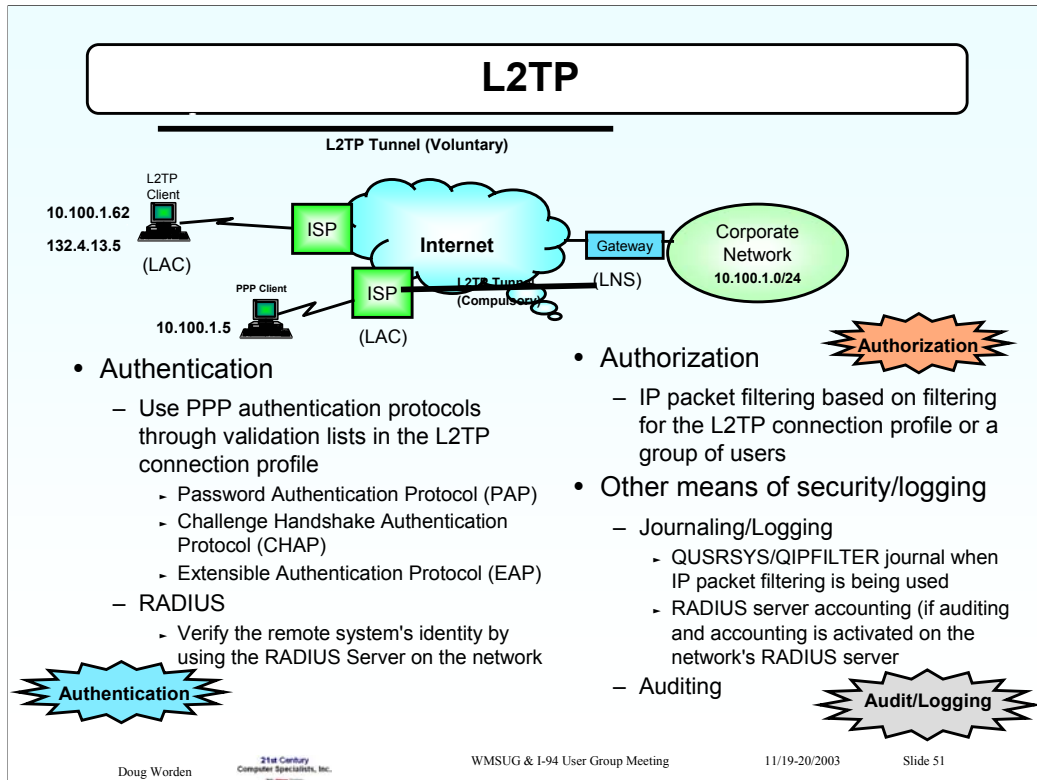 L2TP
L2TP Tunnel (Voluntary)
L2TP
Client
10.100.1.62
132.4.13.5
(LAC)
ISP
Internet
Gateway
(LNS)
Corporate
Network
10.100.1.0/24
PPP Client
10.100.1.5
ISP
(LAC)
L2TP Tunnel
(Compulsory)
• Authentication
– Use PPP authentication protocols
through validation lists in the L2TP
connection profile
► Password Authentication Protocol (PAP)
► Challenge Handshake Authentication
Protocol (CHAP)
► Extensible Authentication Protocol (EAP)
– RADIUS
► Verify the remote system's identity by
using the RADIUS Server on the network
Authentication
• Authorization
Authorization
– IP packet filtering based on filtering
for the L2TP connection profile or a
group of users
• Other means of security/logging
– Journaling/Logging
► QUSRSYS/QIPFILTER journal when
IP packet filtering is being used
► RADIUS server accounting (if auditing
and accounting is activated on the
network's RADIUS server
– Auditing
Audit/Logging
Doug Worden
21st Century
Computer Specialists, Inc.
WMSUG & I-94 User Group Meeting
11/19-20/2003
Slide 51